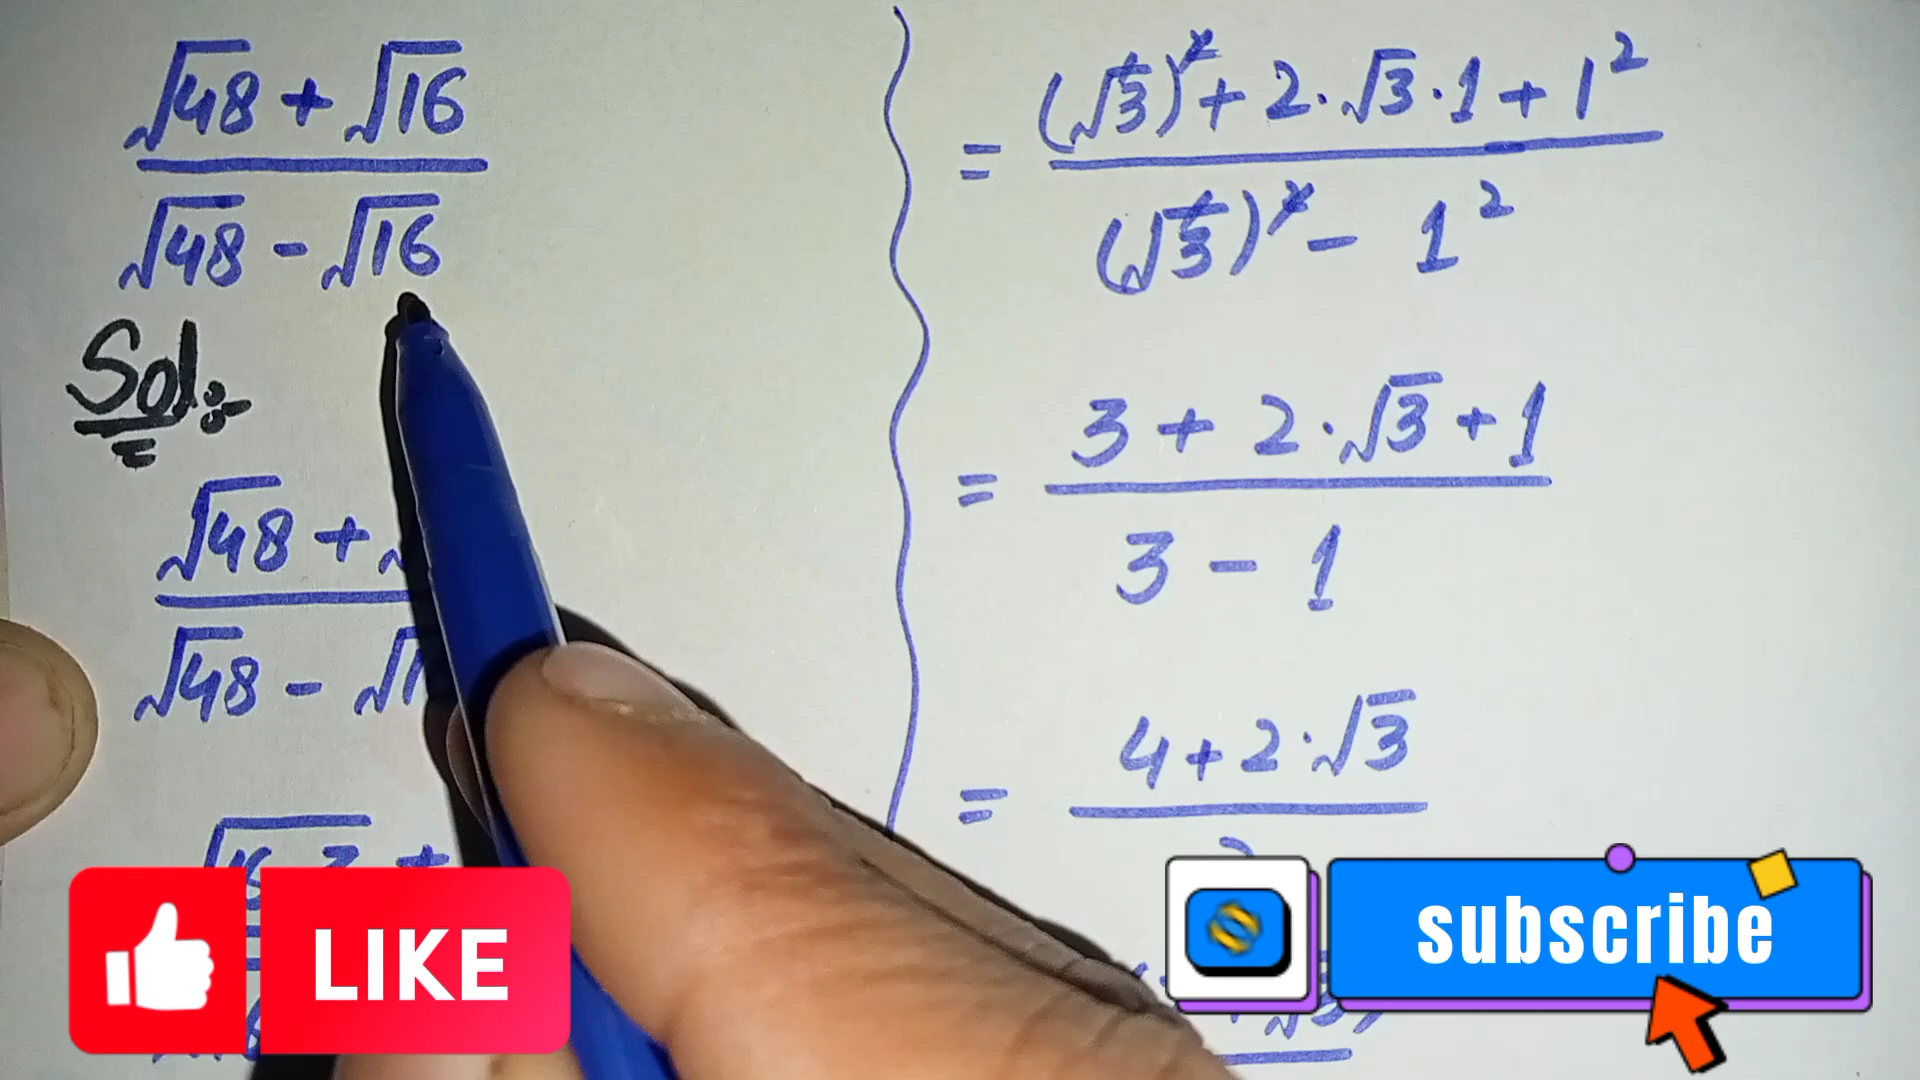 √48 + √16
√48 - √16
Sol:-
√48 +
√48 -
= (√3)² + 2·√3·1 + 1²
(√3)² - 1²
= 3 + 2·√3 + 1
3 - 1
= 4 + 2·√3
2
LIKE
subscribe